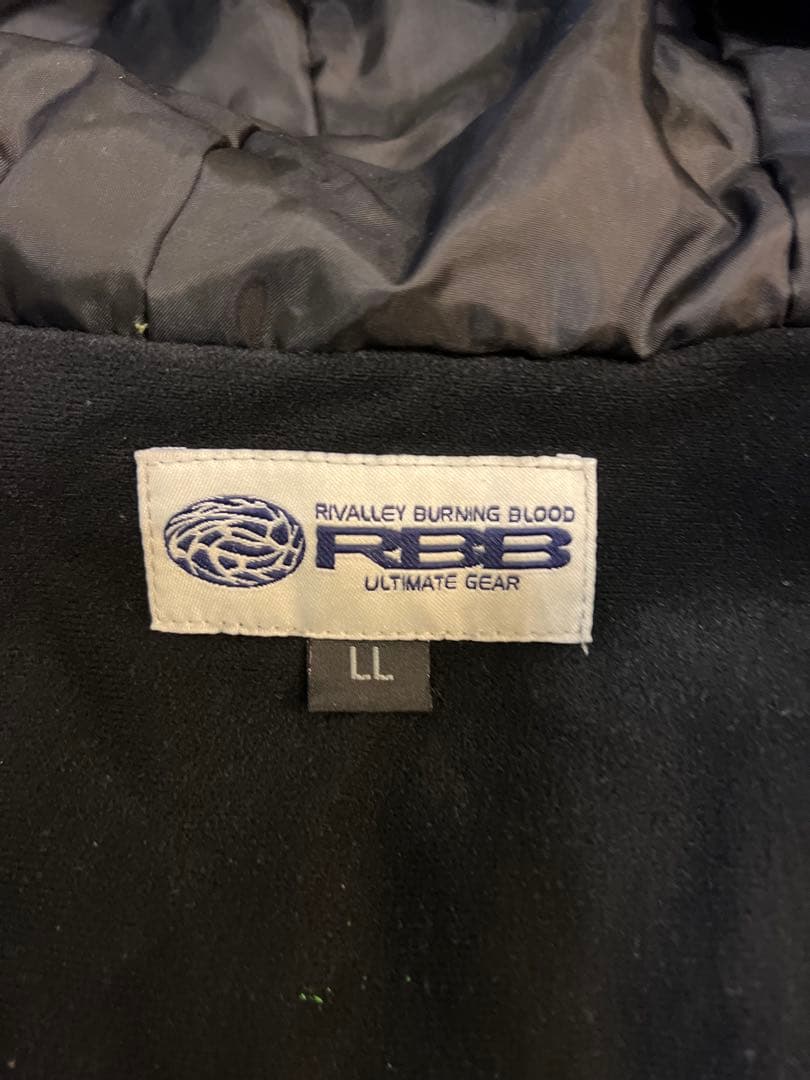 RIVALLEY BURNING BLOOD
RBB
ULTIMATE GEAR
LL